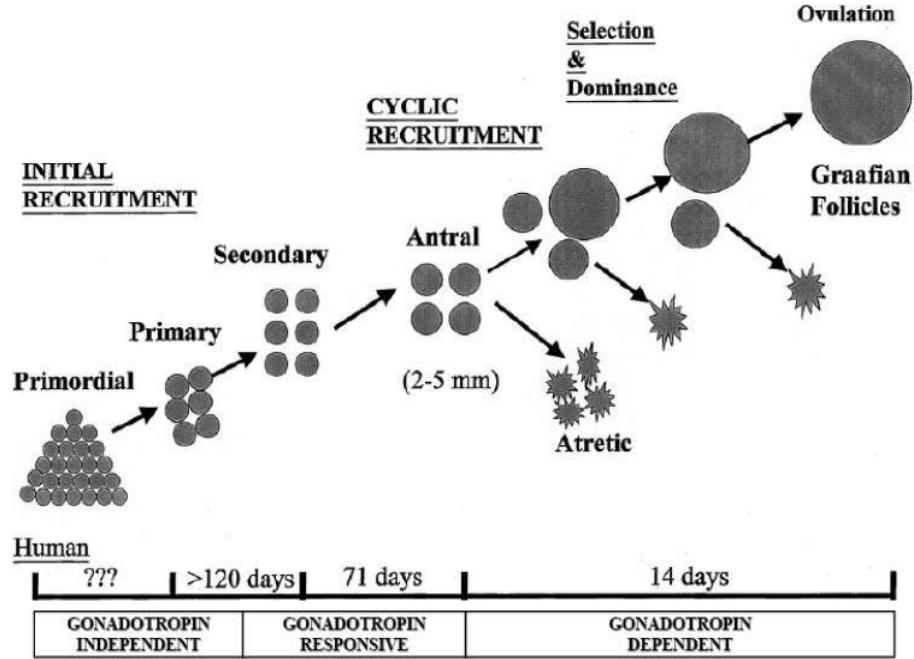 Ovulation
Selection
&
Dominance
CYCLIC
RECRUITMENT
INITIAL
RECRUITMENT
Graafian
Follicles
Secondary
Antral
Primary
Primordial
(2-5 mm)
Atretic
Human
??? >120 days 71 days 14 days
GONADOTROPIN
INDEPENDENT
GONADOTROPIN
RESPONSIVE
GONADOTROPIN
DEPENDENT